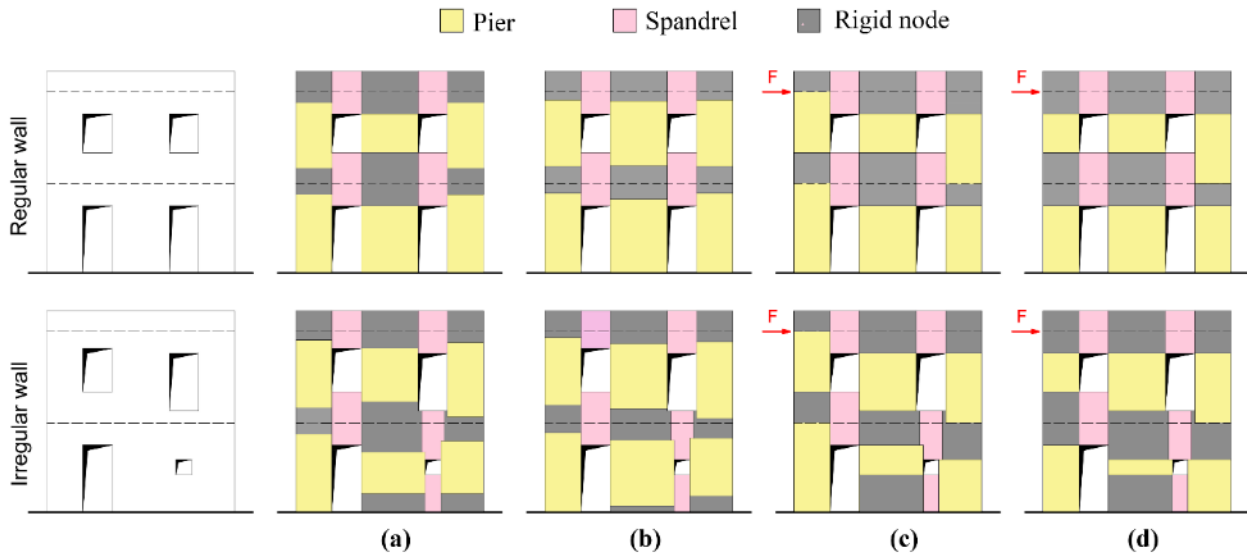 Pier
Spandrel
Rigid node
Regular wall
F
F
Irregular wall
F
F
(a)
(b)
(c)
(d)